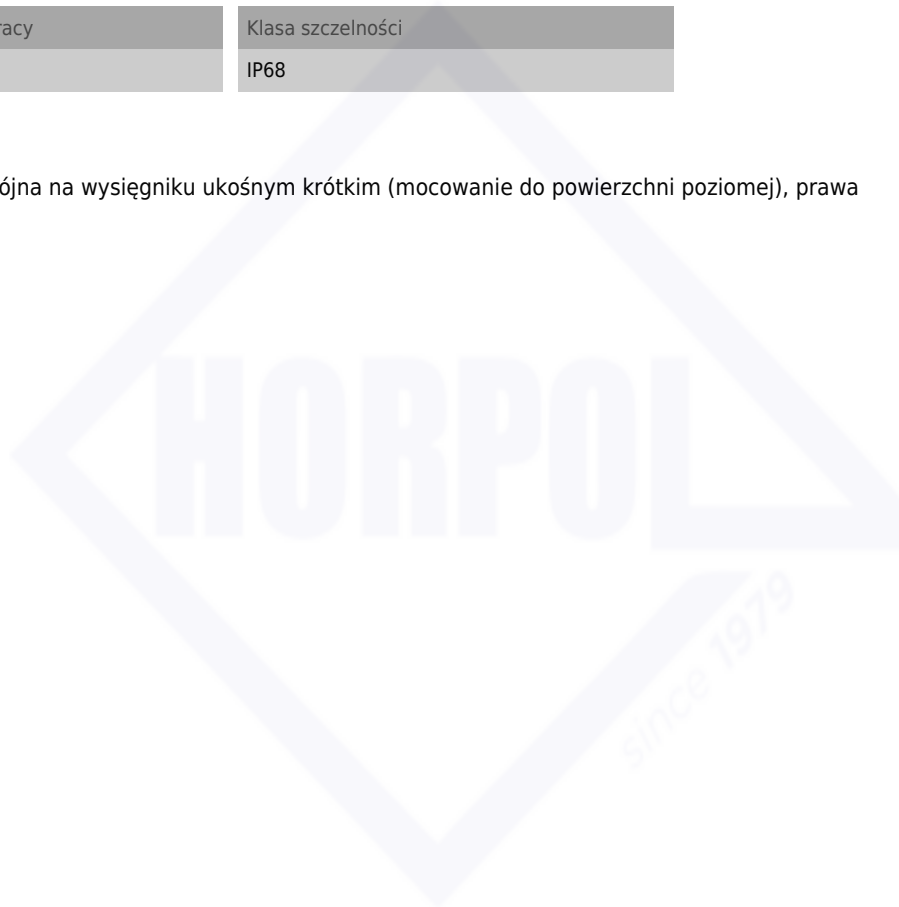 racy
Klasa szczelności
IP68
ójna na wysięgniku ukośnym krótkim (mocowanie do powierzchni poziomej), prawa
HORPOL
since 1979